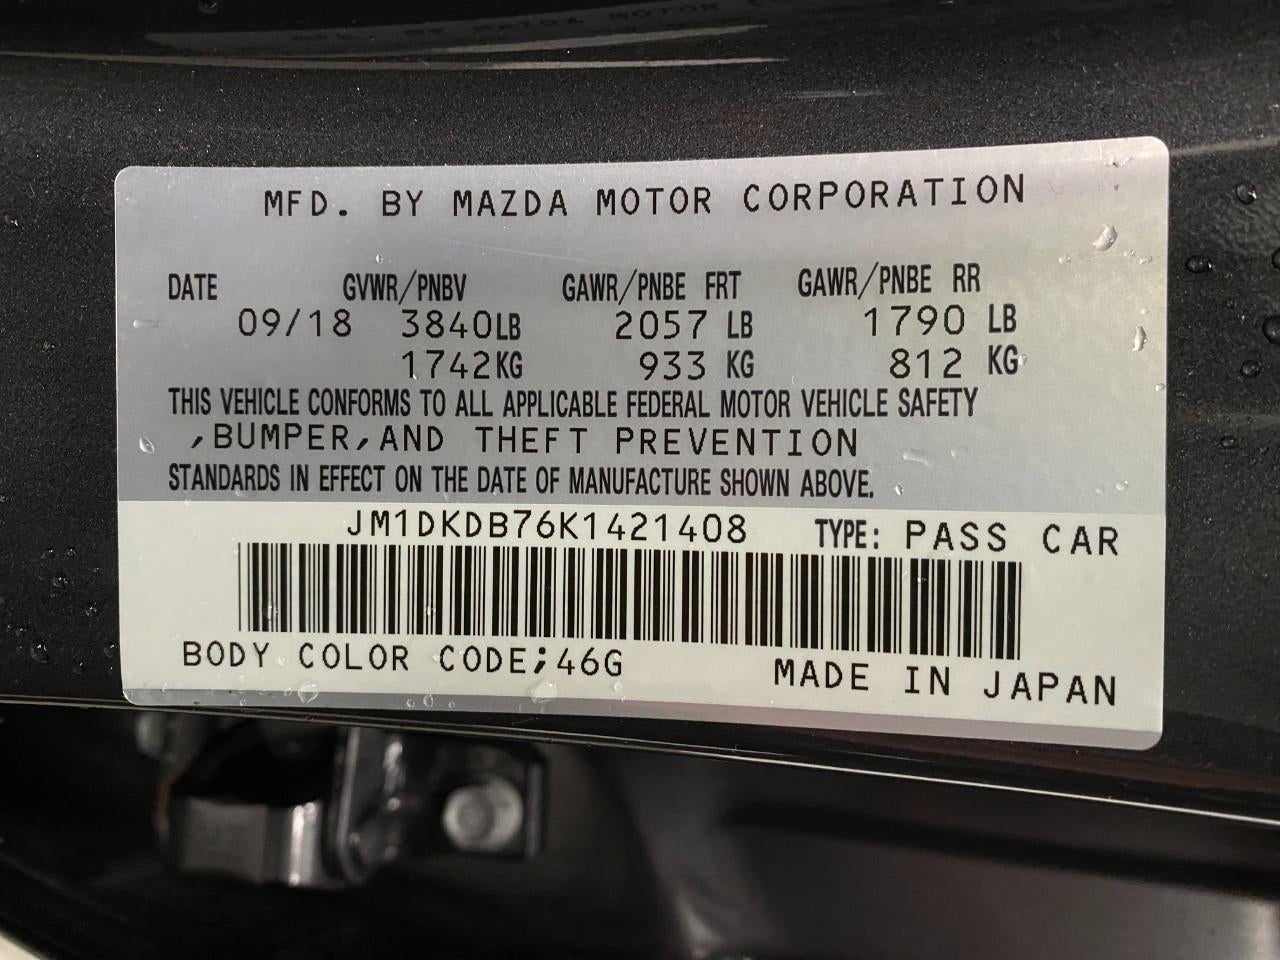 MFD. BY MAZDA MOTOR CORPORATION
DATE GVWR/PNBV GAWR/PNBE FRT GAWR/PNBE RR
09/18 3840LB 2057 LB 1790 LB
1742KG 933 KG 812 KG
THIS VEHICLE CONFORMS TO ALL APPLICABLE FEDERAL MOTOR VEHICLE SAFETY
,BUMPER,AND THEFT PREVENTION
STANDARDS IN EFFECT ON THE DATE OF MANUFACTURE SHOWN ABOVE.
JM1DKDB76K1421408 TYPE: PASS CAR
BODY COLOR CODE;46G MADE IN JAPAN